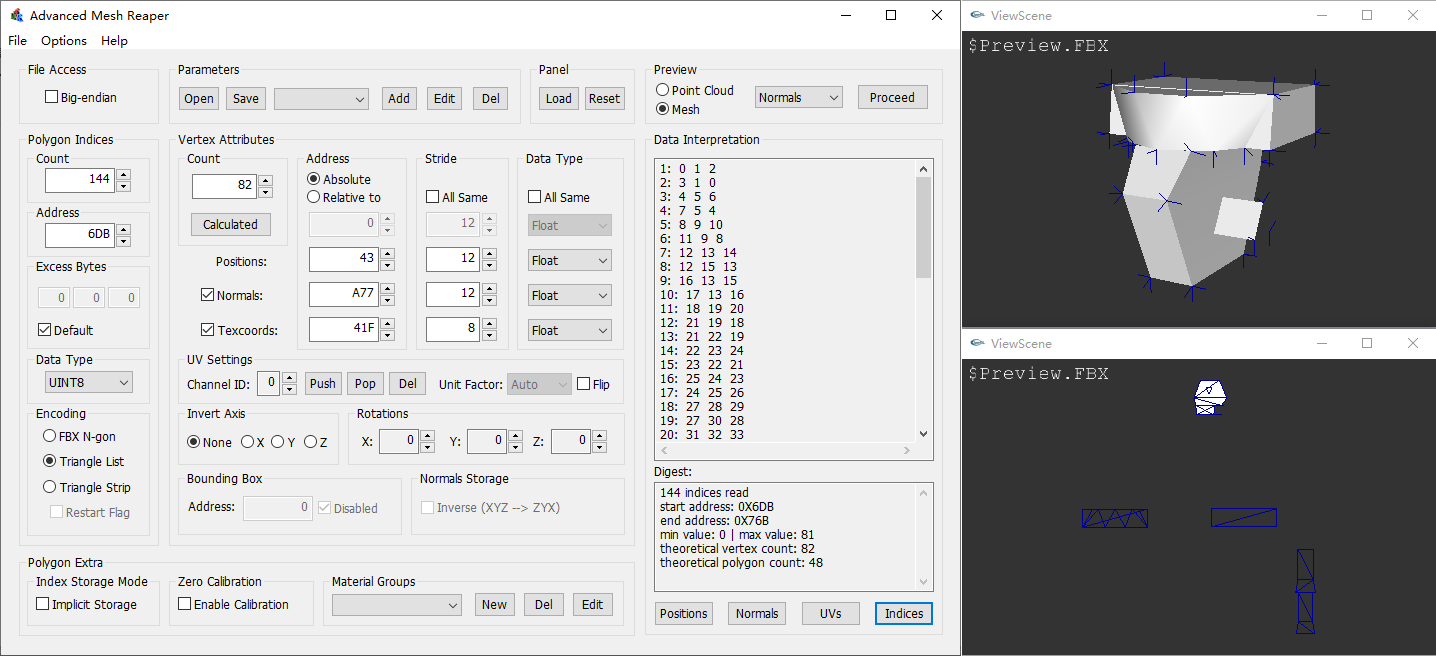 Advanced Mesh Reaper
File Options Help
File Access
Big-endian
Parameters
Open Save Add Edit Del
Panel
Load Reset
Preview
Point Cloud
Mesh
Normals
Proceed
Polygon Indices
Count
144
Address
6DB
Excess Bytes
0 0 0
Default
Data Type
UINT8
Encoding
FBX N-gon
Triangle List
Triangle Strip
Restart Flag
Vertex Attributes
Count
82
Calculated
Address
Absolute
Relative to
0
Stride
All Same
12
Data Type
All Same
Float
Positions: 43 12 Float
Normals: A77 12 Float
Texcoords: 41F 8 Float
UV Settings
Channel ID: 0 Push Pop Del Unit Factor: Auto Flip
Invert Axis
None X Y Z
Rotations
X: 0 Y: 0 Z: 0
Bounding Box
Address: 0 Disabled
Normals Storage
Inverse (XYZ --> ZYX)
Data Interpretation
1: 0 1 2
2: 3 1 0
3: 4 5 6
4: 7 5 4
5: 8 9 10
6: 11 9 8
7: 12 13 14
8: 12 15 13
9: 16 13 15
10: 17 13 16
11: 18 19 20
12: 21 19 18
13: 21 22 19
14: 22 23 24
15: 23 22 21
16: 25 24 23
17: 24 25 26
18: 27 28 29
19: 27 30 28
20: 31 32 33
Digest:
144 indices read
start address: 0X6DB
end address: 0X76B
min value: 0 | max value: 81
theoretical vertex count: 82
theoretical polygon count: 48
Positions Normals UVs Indices
Polygon Extra
Index Storage Mode
Implicit Storage
Zero Calibration
Enable Calibration
Material Groups
New Del Edit
ViewScene
$Preview.FBX
ViewScene
$Preview.FBX